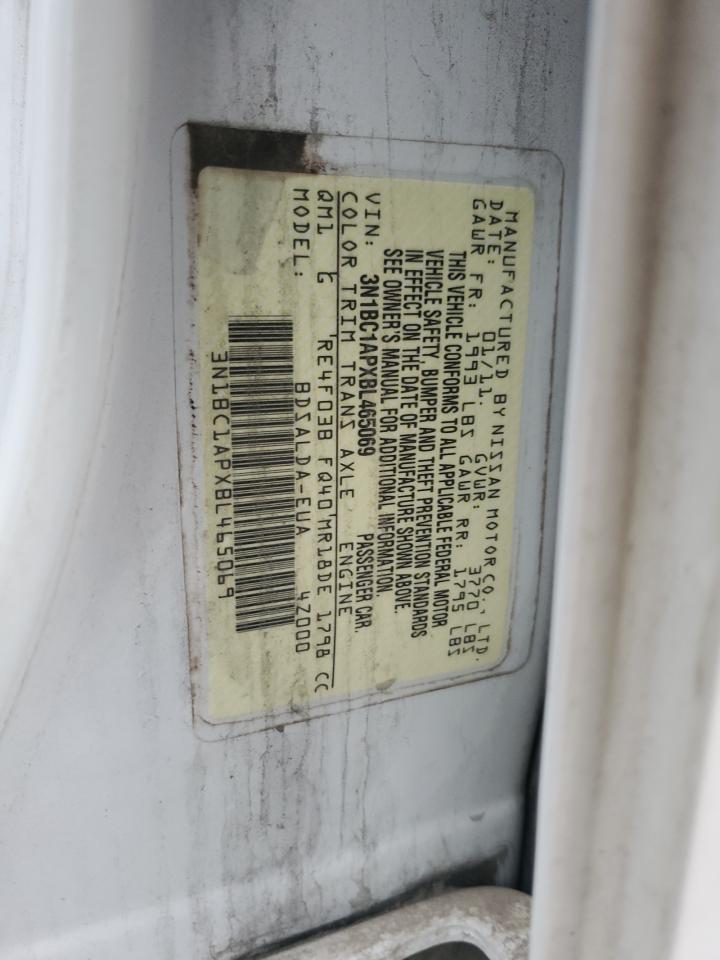 MANUFACTURED BY NISSAN MOTOR CO., LTD.
DATE: 01/11. GVWR: 3770 LBS
GAWR FR: 1993 LBS GAWR RR: 1795 LBS
THIS VEHICLE CONFORMS TO ALL APPLICABLE FEDERAL MOTOR
VEHICLE SAFETY, BUMPER AND THEFT PREVENTION STANDARDS
IN EFFECT ON THE DATE OF MANUFACTURE SHOWN ABOVE.
SEE OWNER'S MANUAL FOR ADDITIONAL INFORMATION.
VIN: 3N1BC1APXBL465069 PASSENGER CAR.
COLOR TRIM TRANS AXLE ENGINE
QM1 G 'RE4F03B FQ40'MR18DE 1798 CC
MODEL: BDSALDA-EUA 4Z000
3N1BC1APXBL465069